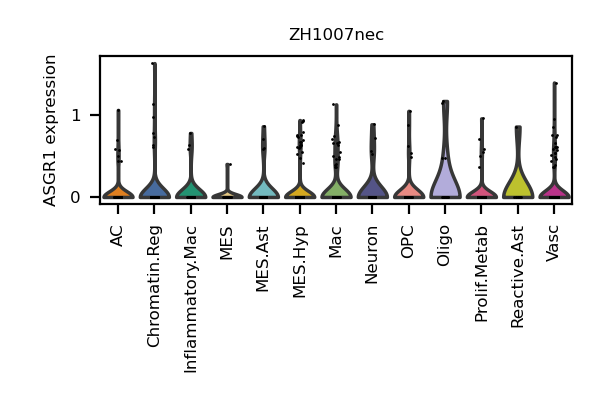 ZH1007nec
ASGR1 expression
1
0
AC
Chromatin.Reg
Inflammatory.Mac
MES
MES.Ast
MES.Hyp
Mac
Neuron
OPC
Oligo
Prolif.Metab
Reactive.Ast
Vasc